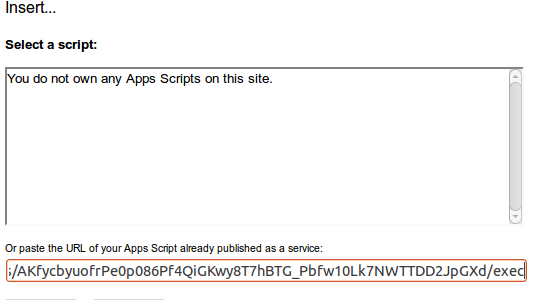 Insert...
Select a script:
You do not own any Apps Scripts on this site.
Or paste the URL of your Apps Script already published as a service:
;/AKfycbyuofrPe0p086Pf4QiGKwy8T7hBTG_Pbfw10Lk7NWTTDD2JpGXd/exec